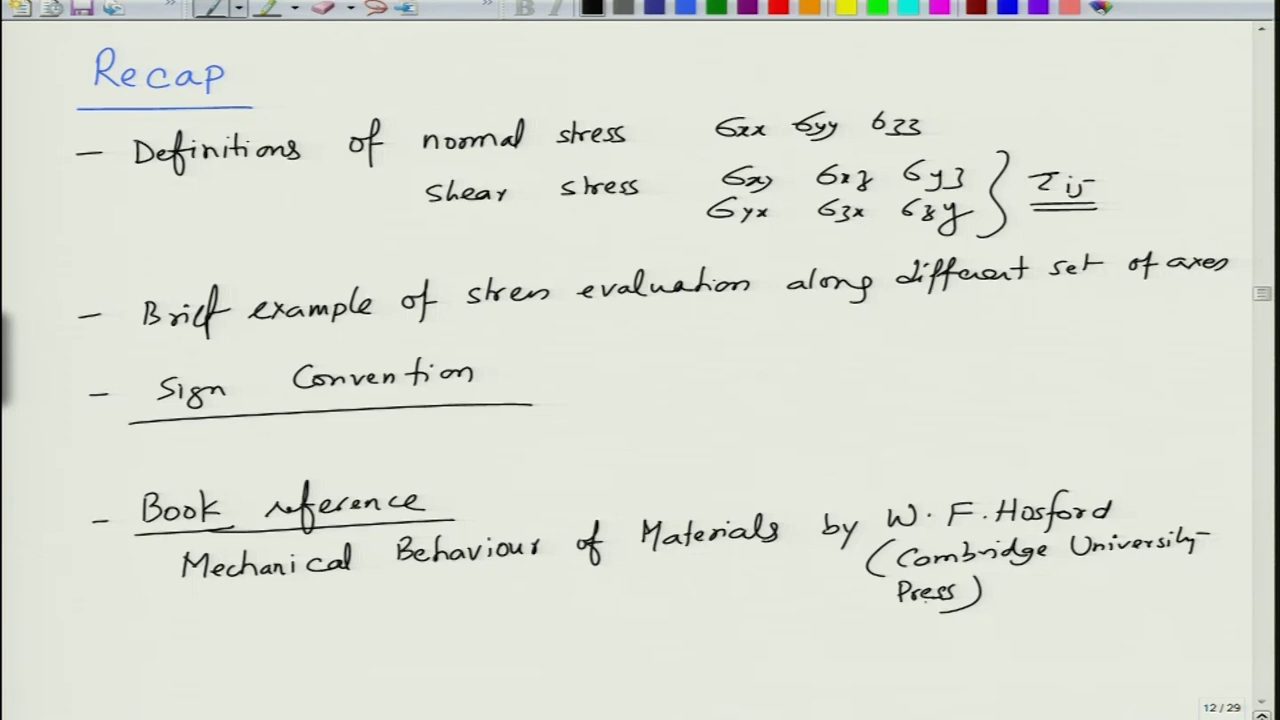 Recap
– Definitions of normal stress σxx σyy σzz
shear stress σxy σxz σyz } τij
σyx σzx σzy
– Brief example of stress evaluation along different set of axes
– Sign Convention
– Book reference
Mechanical Behaviour of Materials by W. F. Hosford
(Cambridge University
Press)
12 / 29